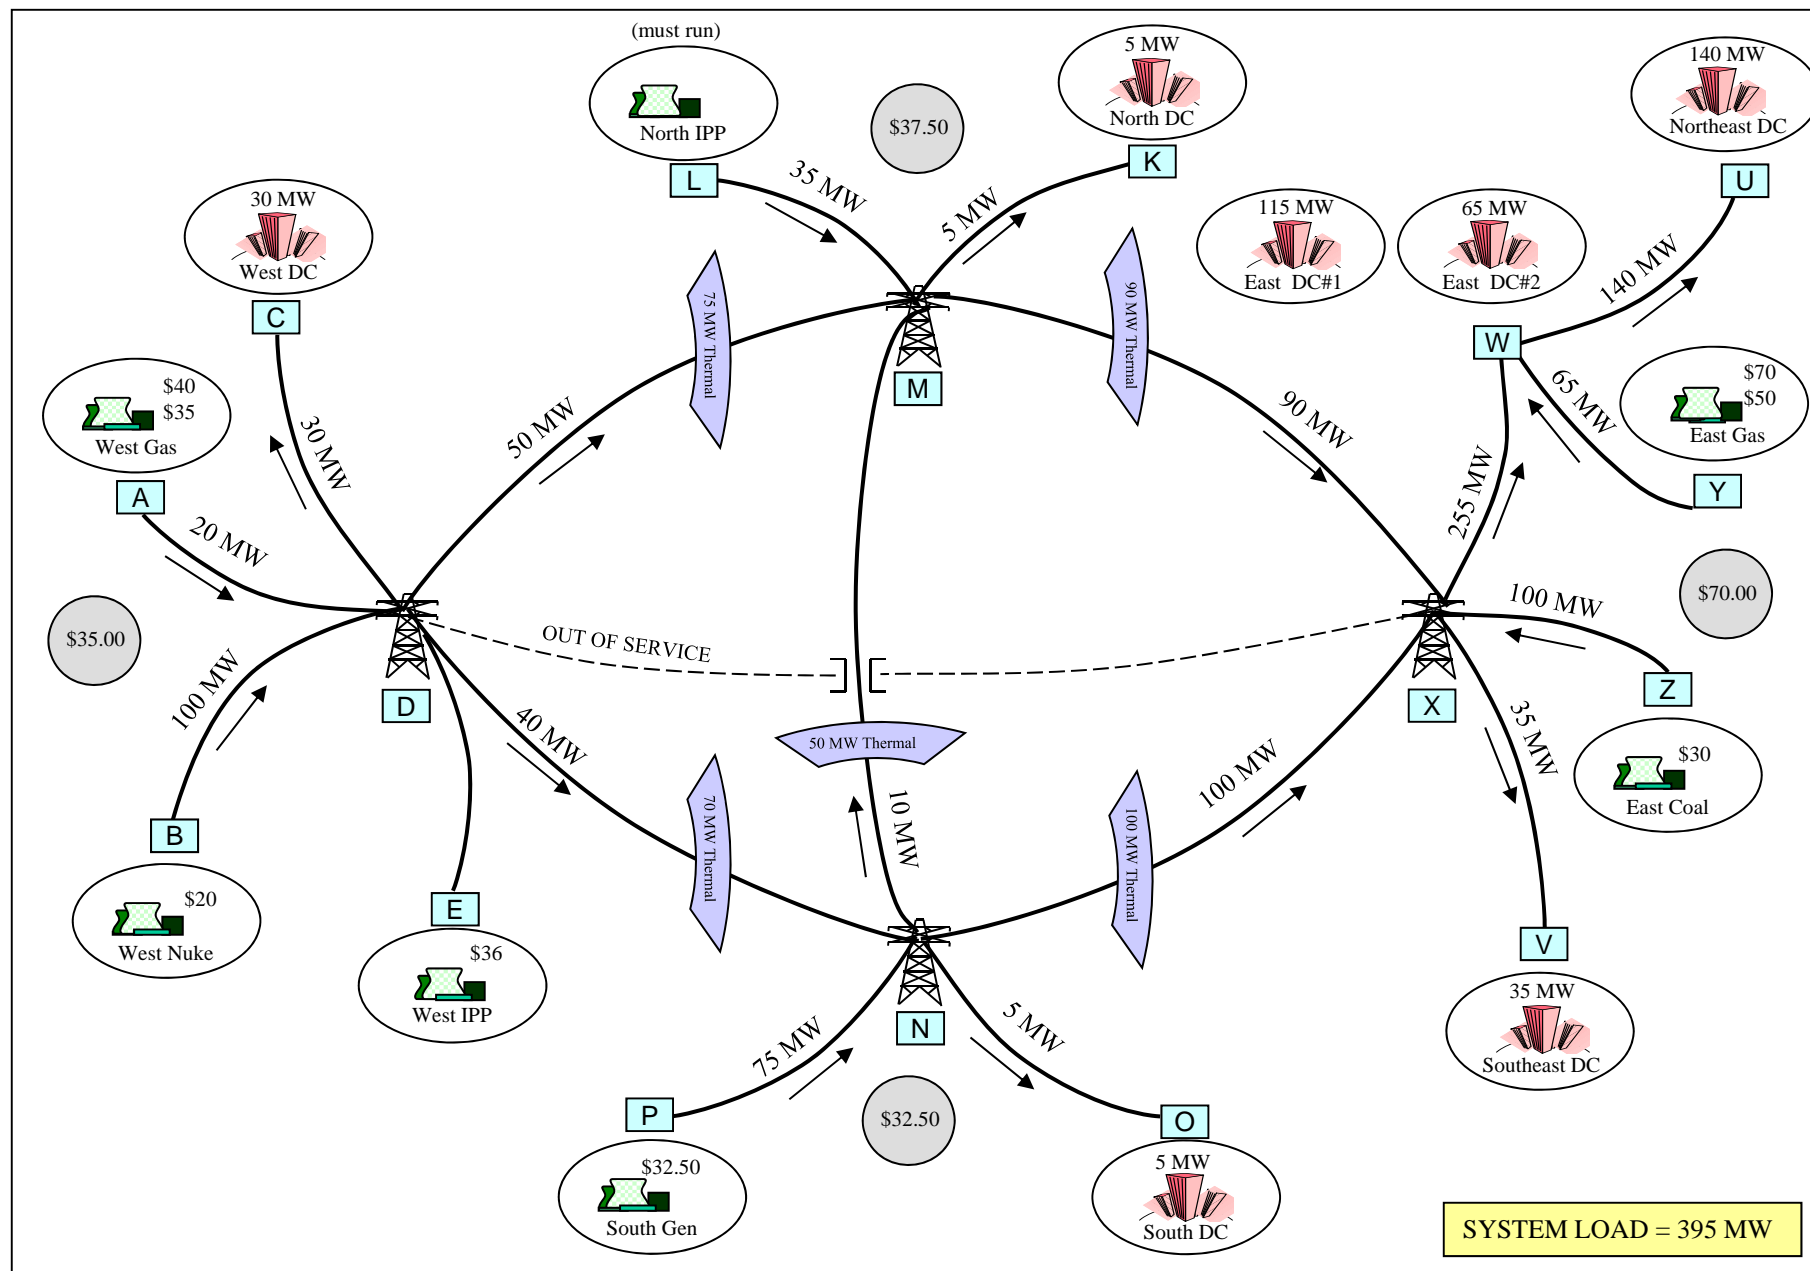 (must run)
North IPP
L
35 MW
$37.50
5 MW
North DC
K
5 MW
140 MW
Northeast DC
U
140 MW
115 MW
East DC#1
65 MW
East DC#2
W
30 MW
West DC
C
75 MW Thermal
90 MW Thermal
M
$40
$35
West Gas
A
20 MW
30 MW
50 MW
90 MW
255 MW
65 MW
$70
$50
East Gas
Y
$35.00
100 MW
D
OUT OF SERVICE
X
100 MW
$70.00
Z
$30
East Coal
B
$20
West Nuke
40 MW
50 MW Thermal
10 MW
100 MW
35 MW
E
$36
West IPP
70 MW Thermal
100 MW Thermal
V
35 MW
Southeast DC
N
75 MW
5 MW
P
$32.50
South Gen
$32.50
O
5 MW
South DC
SYSTEM LOAD = 395 MW